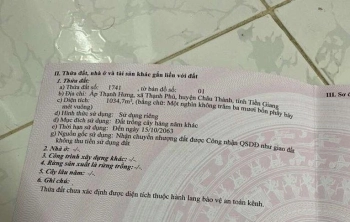 II. Thửa đất, nhà ở và tài sản khác gắn liền với đất
1. Thửa đất:
a) Thửa đất số: 1741 , tờ bản đồ số: 01
b) Địa chỉ: Ấp Thạnh Hưng, xã Thạnh Phú, huyện Châu Thành, tỉnh Tiền Giang
c) Diện tích: 1034,7m², (bằng chữ: Một nghìn không trăm ba mươi bốn phẩy bảy
mét vuông)
d) Hình thức sử dụng: Sử dụng riêng
đ) Mục đích sử dụng: Đất trồng cây hàng năm khác
e) Thời hạn sử dụng: Đến ngày 15/10/2063
g) Nguồn gốc sử dụng: Nhận chuyển nhượng đất được Công nhận QSDĐ như giao đất
không thu tiền sử dụng đất
2. Nhà ở: -/-.
3. Công trình xây dựng khác: -/-.
4. Rừng sản xuất là rừng trồng: -/-.
5. Cây lâu năm: -/-.
6. Ghi chú:
Thửa đất chưa xác định được diện tích thuộc hành lang bảo vệ an toàn kênh.
III. Sơ